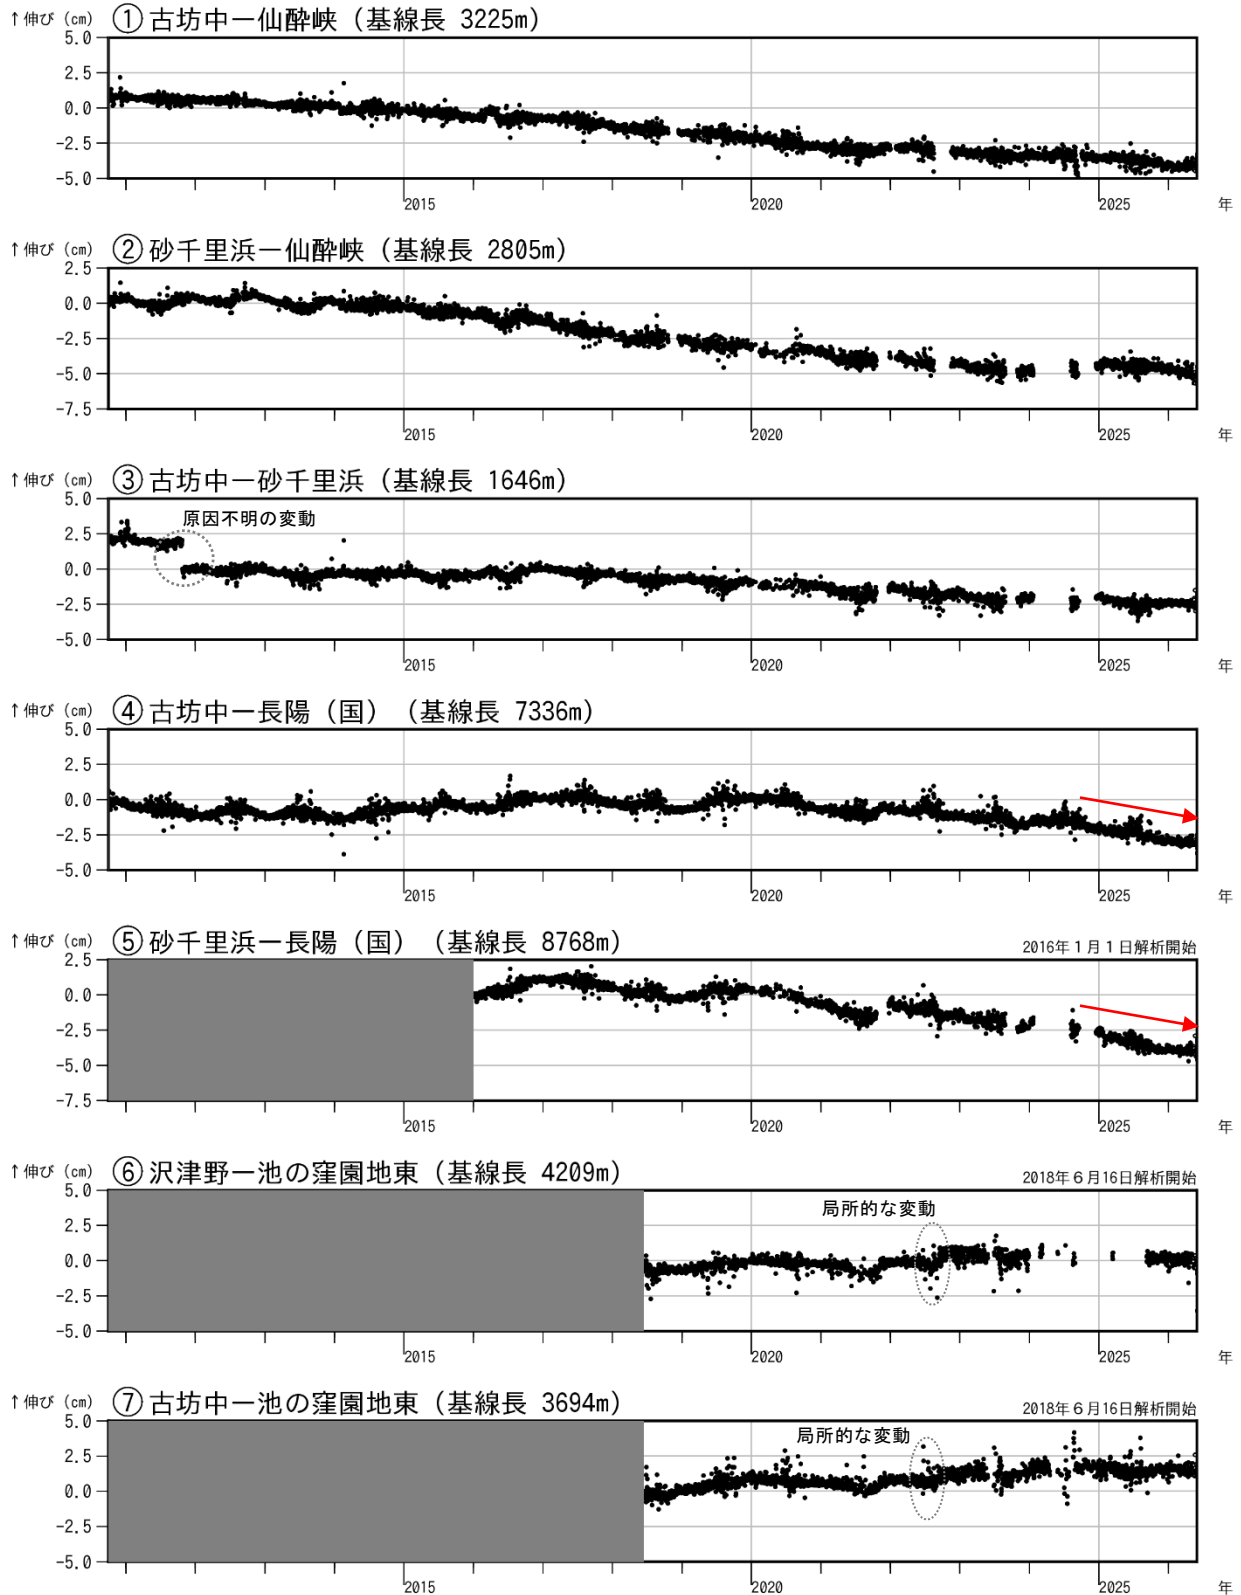 ↑伸び（cm） ①古坊中－仙酔峡（基線長 3225m）
5.0
2.5
0.0
-2.5
-5.0
2015 2020 2025 年
↑伸び（cm） ②砂千里浜－仙酔峡（基線長 2805m）
2.5
0.0
-2.5
-5.0
-7.5
2015 2020 2025 年
↑伸び（cm） ③古坊中－砂千里浜（基線長 1646m）
5.0
原因不明の変動
2.5
0.0
-2.5
-5.0
2015 2020 2025 年
↑伸び（cm） ④古坊中－長陽（国）（基線長 7336m）
5.0
2.5
0.0
-2.5
-5.0
2015 2020 2025 年
↑伸び（cm） ⑤砂千里浜－長陽（国）（基線長 8768m） 2016年１月１日解析開始
2.5
0.0
-2.5
-5.0
-7.5
2015 2020 2025 年
↑伸び（cm） ⑥沢津野－池の窪園地東（基線長 4209m） 2018年６月16日解析開始
5.0
局所的な変動
2.5
0.0
-2.5
-5.0
2015 2020 2025 年
↑伸び（cm） ⑦古坊中－池の窪園地東（基線長 3694m） 2018年６月16日解析開始
5.0
局所的な変動
2.5
0.0
-2.5
-5.0
2015 2020 2025 年